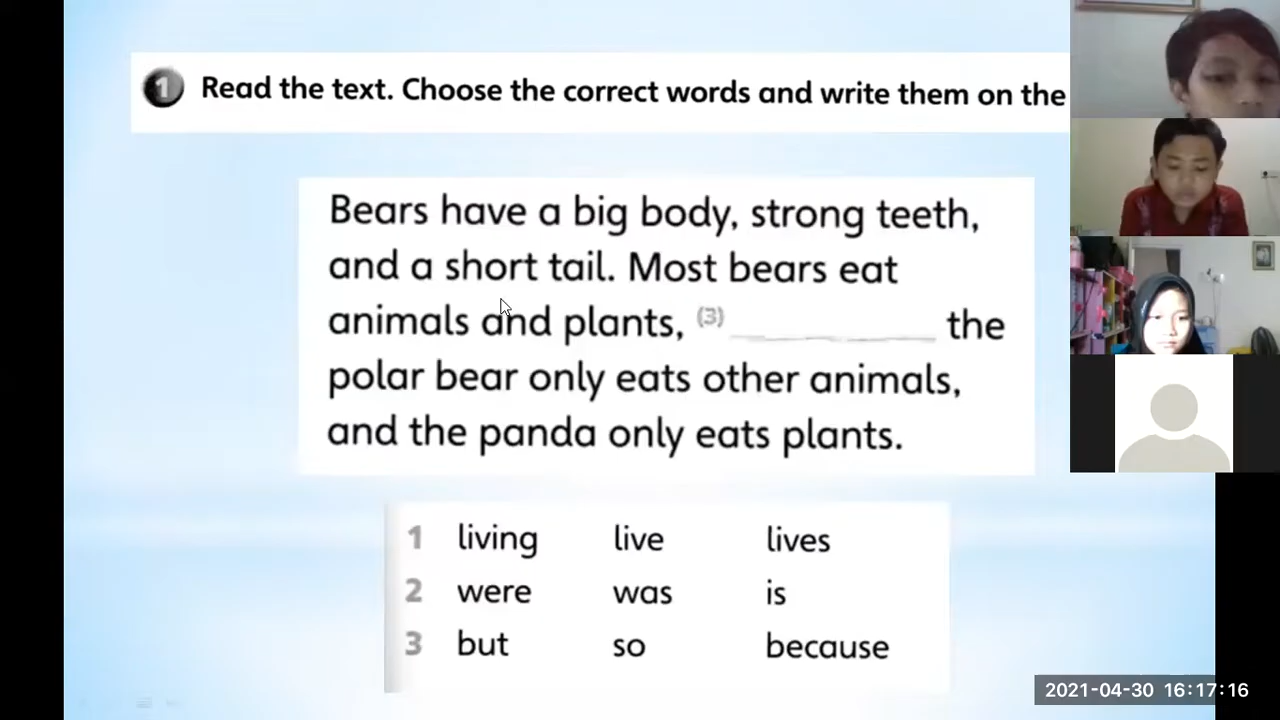 1 Read the text. Choose the correct words and write them on the
Bears have a big body, strong teeth,
and a short tail. Most bears eat
animals and plants, (3) __________ the
polar bear only eats other animals,
and the panda only eats plants.
1 living live lives
2 were was is
3 but so because
2021-04-30 16:17:16